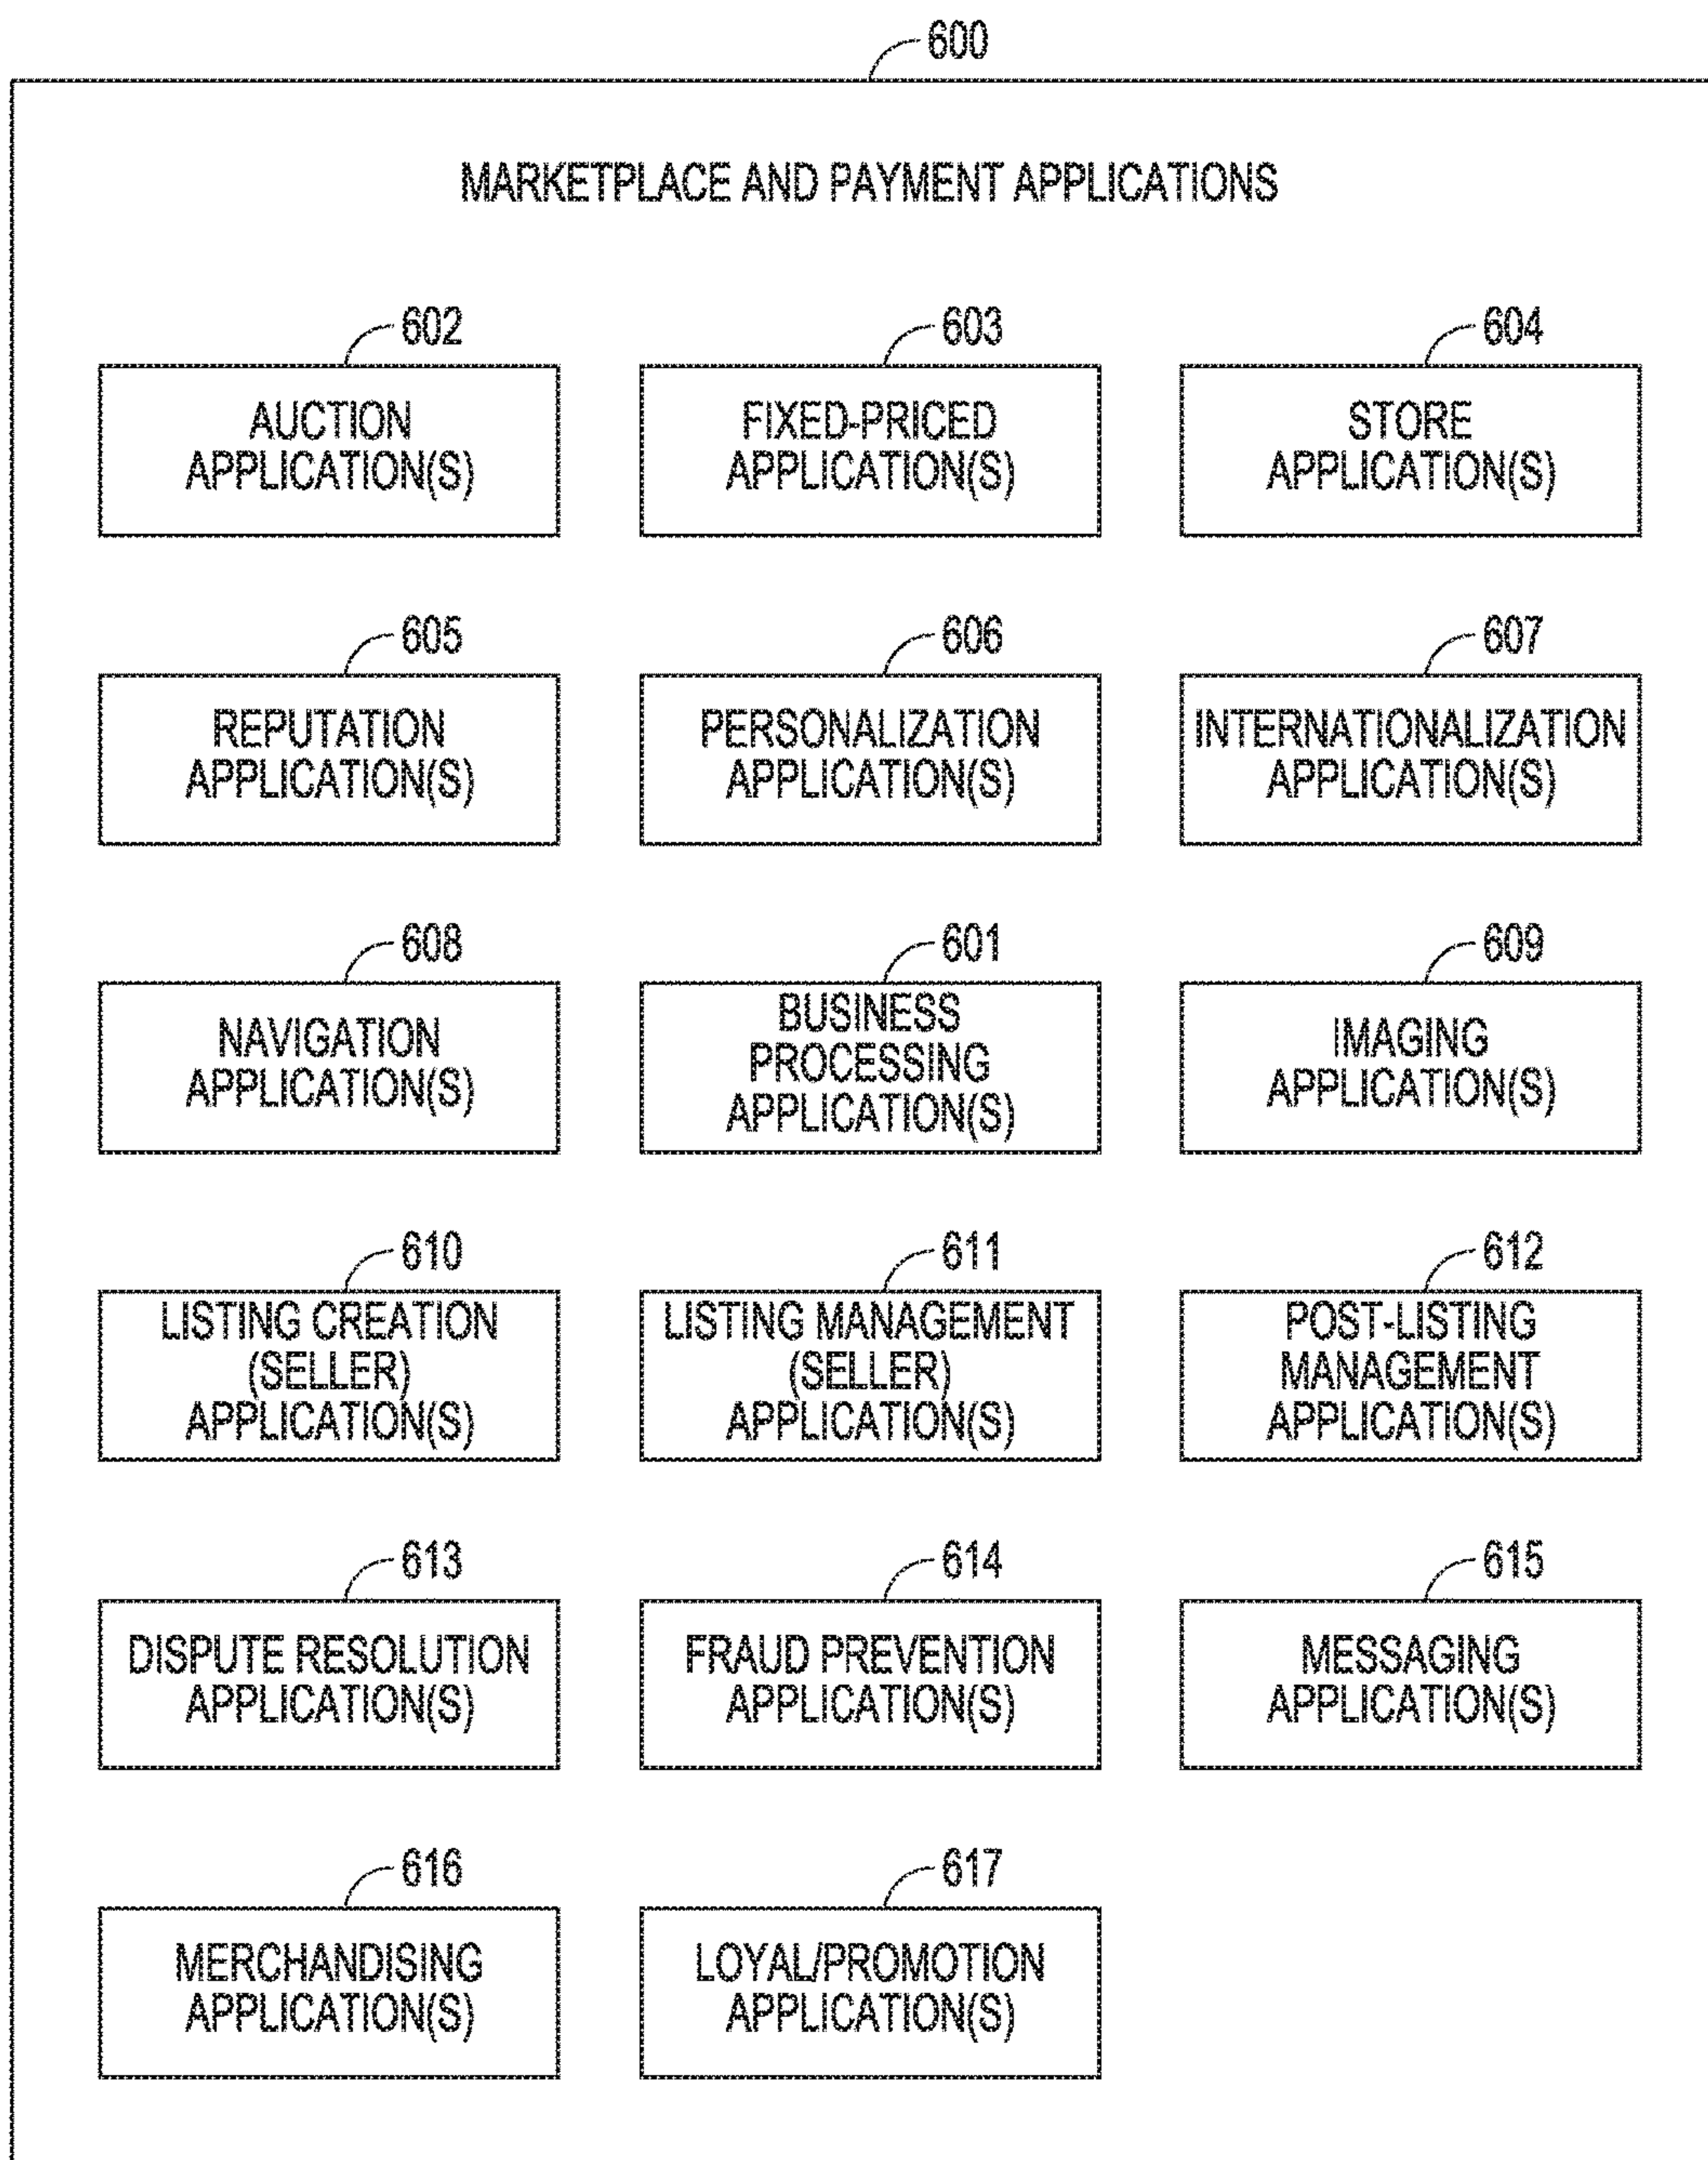 600
MARKETPLACE AND PAYMENT APPLICATIONS
602
AUCTION
APPLICATION(S)
603
FIXED-PRICED
APPLICATION(S)
604
STORE
APPLICATION(S)
605
REPUTATION
APPLICATION(S)
606
PERSONALIZATION
APPLICATION(S)
607
INTERNATIONALIZATION
APPLICATION(S)
608
NAVIGATION
APPLICATION(S)
601
BUSINESS
PROCESSING
APPLICATION(S)
609
IMAGING
APPLICATION(S)
610
LISTING CREATION
(SELLER)
APPLICATION(S)
611
LISTING MANAGEMENT
(SELLER)
APPLICATION(S)
612
POST-LISTING
MANAGEMENT
APPLICATION(S)
613
DISPUTE RESOLUTION
APPLICATION(S)
614
FRAUD PREVENTION
APPLICATION(S)
615
MESSAGING
APPLICATION(S)
616
MERCHANDISING
APPLICATION(S)
617
LOYAL/PROMOTION
APPLICATION(S)